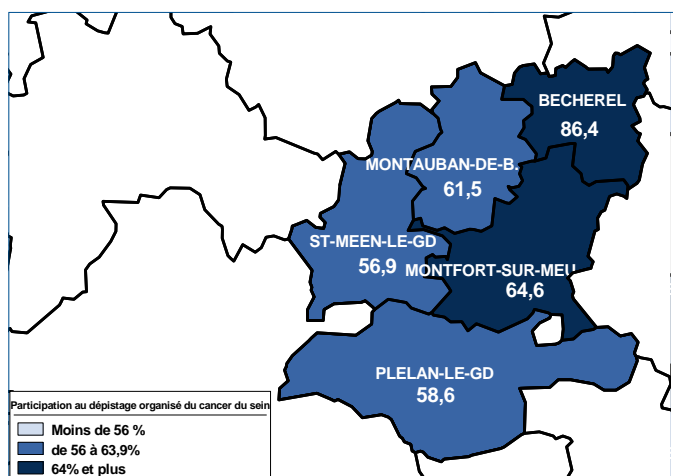 BECHEREL
86,4
MONTAUBAN-DE-B.
61,5
ST-MEEN-LE-GD
56,9
MONTFORT-SUR-MEU
64,6
PLELAN-LE-GD
58,6
Participation au dépistage organisé du cancer du sein
Moins de 56 %
de 56 à 63,9%
64% et plus